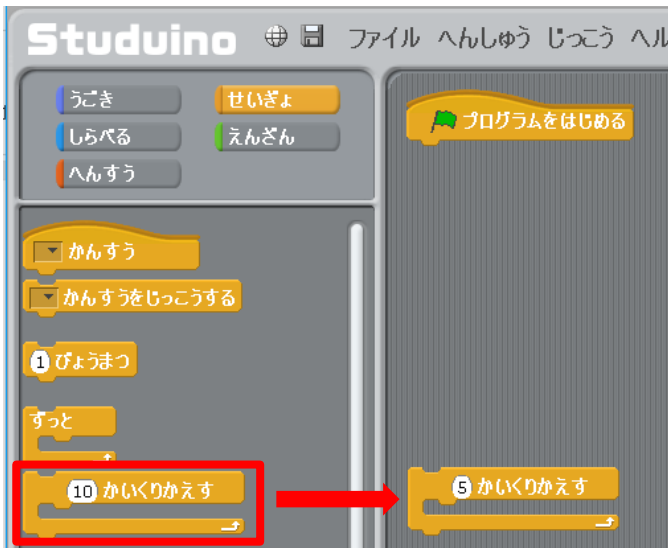 Studuino ファイル へんしゅう じっこう ヘル
うごき せいぎょ
しらべる えんざん
へんすう
プログラムをはじめる
かんすう
かんすうをじっこうする
1 びょうまつ
ずっと
10 かいくりかえす
5 かいくりかえす